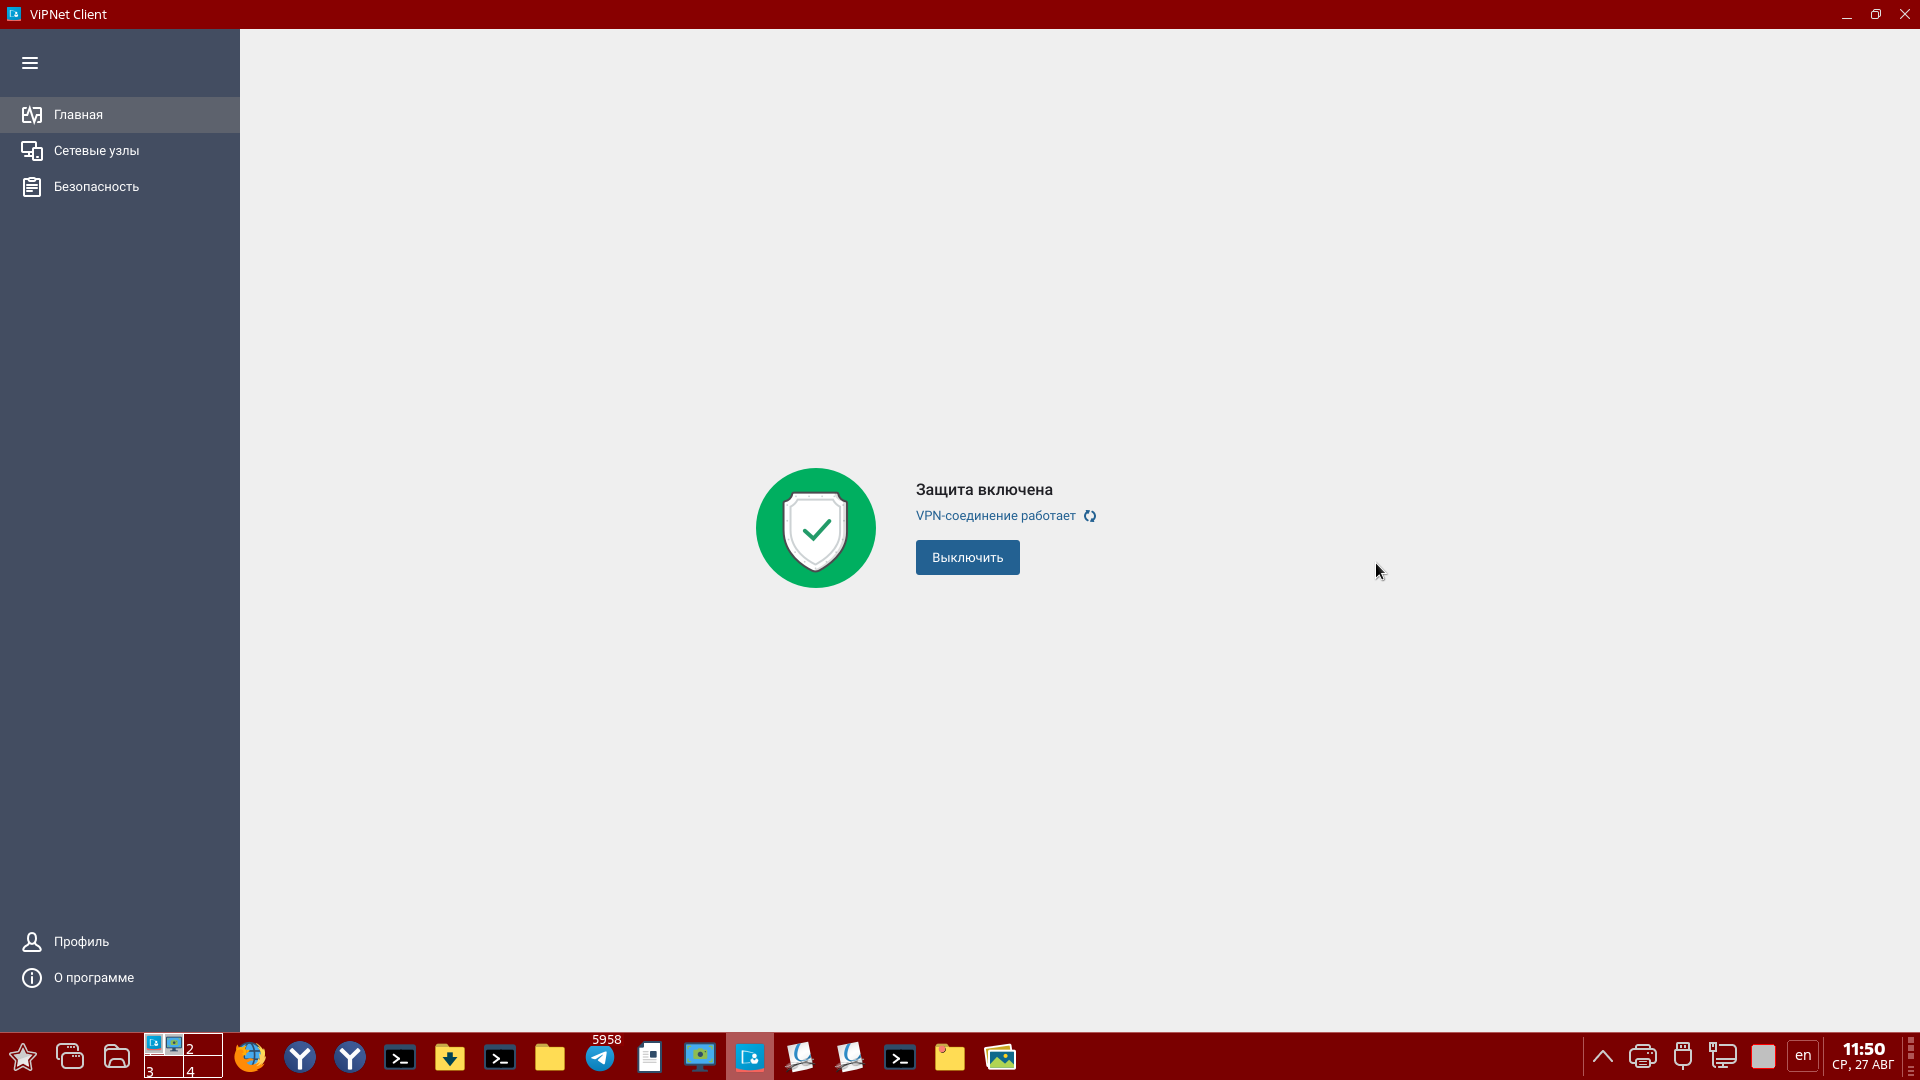 ViPNet Client
Главная
Сетевые узлы
Безопасность
Защита включена
VPN-соединение работает
Выключить
Профиль
О программе
2
3
4
5958
en
11:50
СР, 27 АВГ